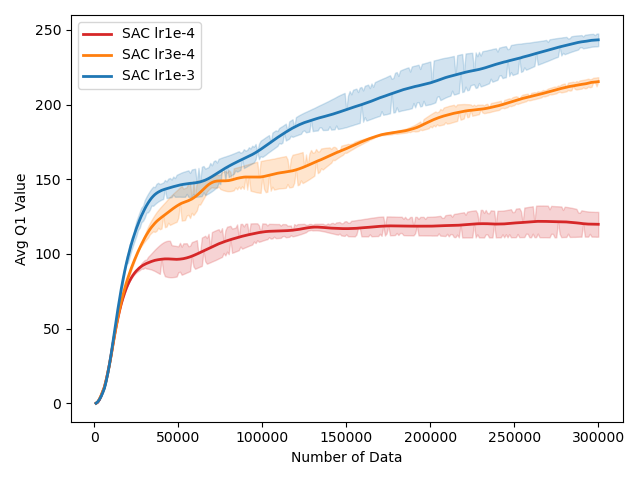 SAC lr1e-4
SAC lr3e-4
SAC lr1e-3
250
200
150
100
50
0
Avg Q1 Value
0 50000 100000 150000 200000 250000 300000
Number of Data